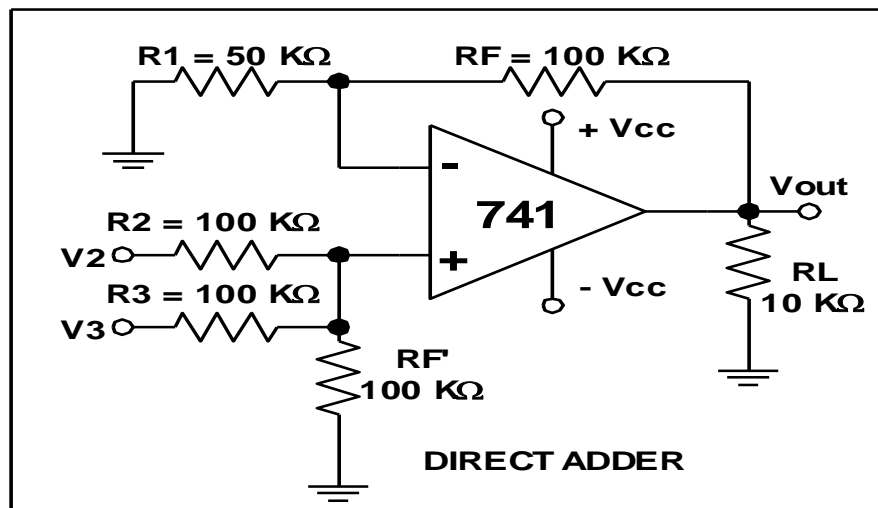 R1 = 50 KΩ
RF = 100 KΩ
+ Vcc
-
741
Vout
R2 = 100 KΩ
V2
+
- Vcc
RL
10 KΩ
R3 = 100 KΩ
V3
RF'
100 KΩ
DIRECT ADDER